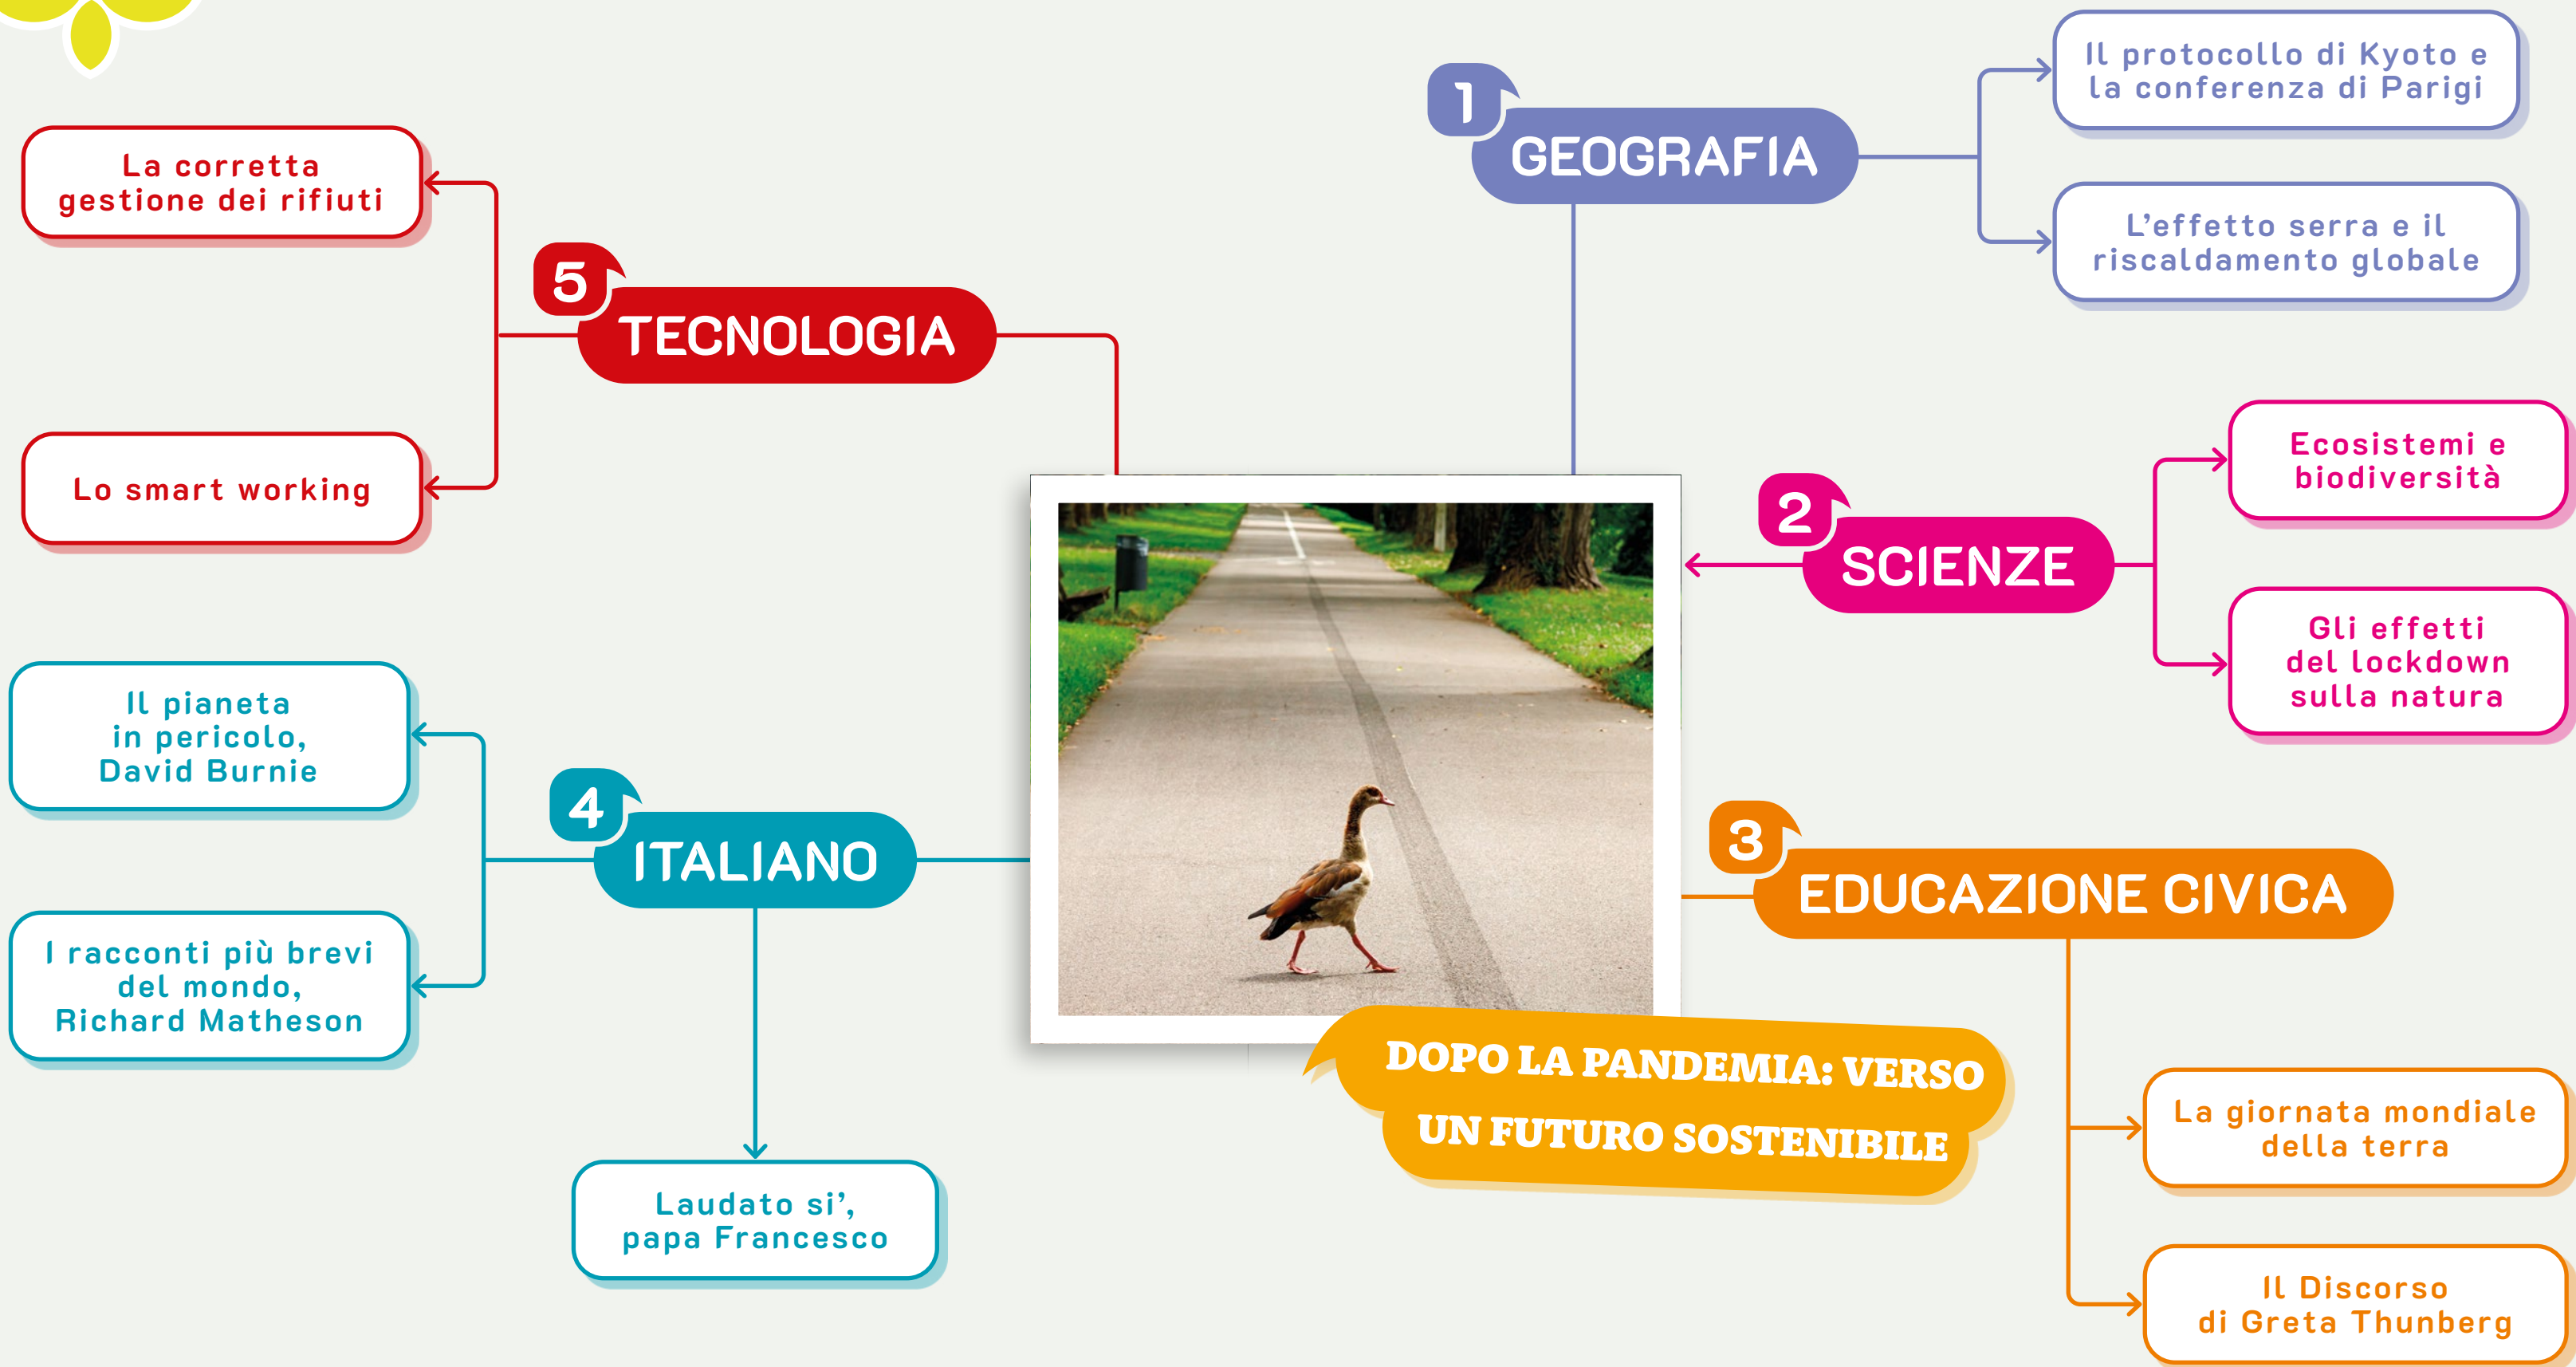 1
GEOGRAFIA
Il protocollo di Kyoto e
la conferenza di Parigi
L'effetto serra e il
riscaldamento globale
2
SCIENZE
Ecosistemi e
biodiversità
Gli effetti
del lockdown
sulla natura
3
EDUCAZIONE CIVICA
La giornata mondiale
della terra
Il Discorso
di Greta Thunberg
4
ITALIANO
Il pianeta
in pericolo,
David Burnie
I racconti più brevi
del mondo,
Richard Matheson
Laudato si',
papa Francesco
5
TECNOLOGIA
La corretta
gestione dei rifiuti
Lo smart working
DOPO LA PANDEMIA: VERSO
UN FUTURO SOSTENIBILE